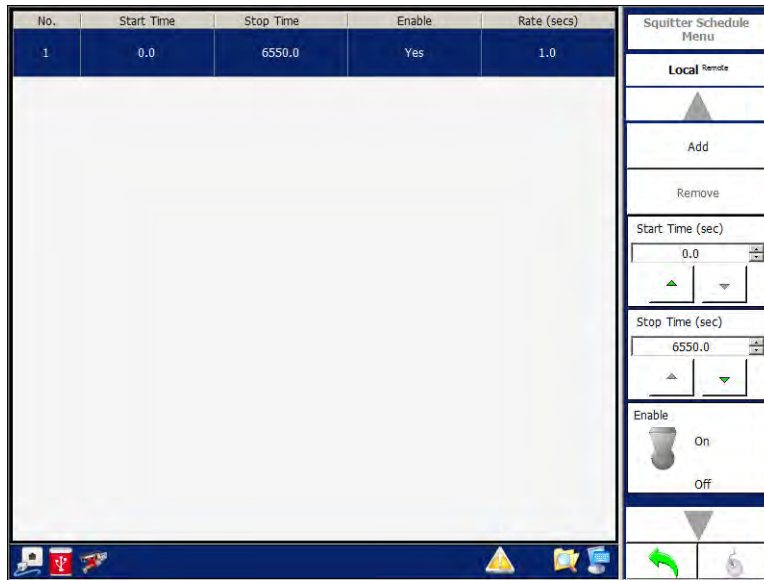 No. Start Time Stop Time Enable Rate (secs)
1 0.0 6550.0 Yes 1.0
Squitter Schedule
Menu
Local Remote
Add
Remove
Start Time (sec)
0.0
Stop Time (sec)
6550.0
Enable
On
Off